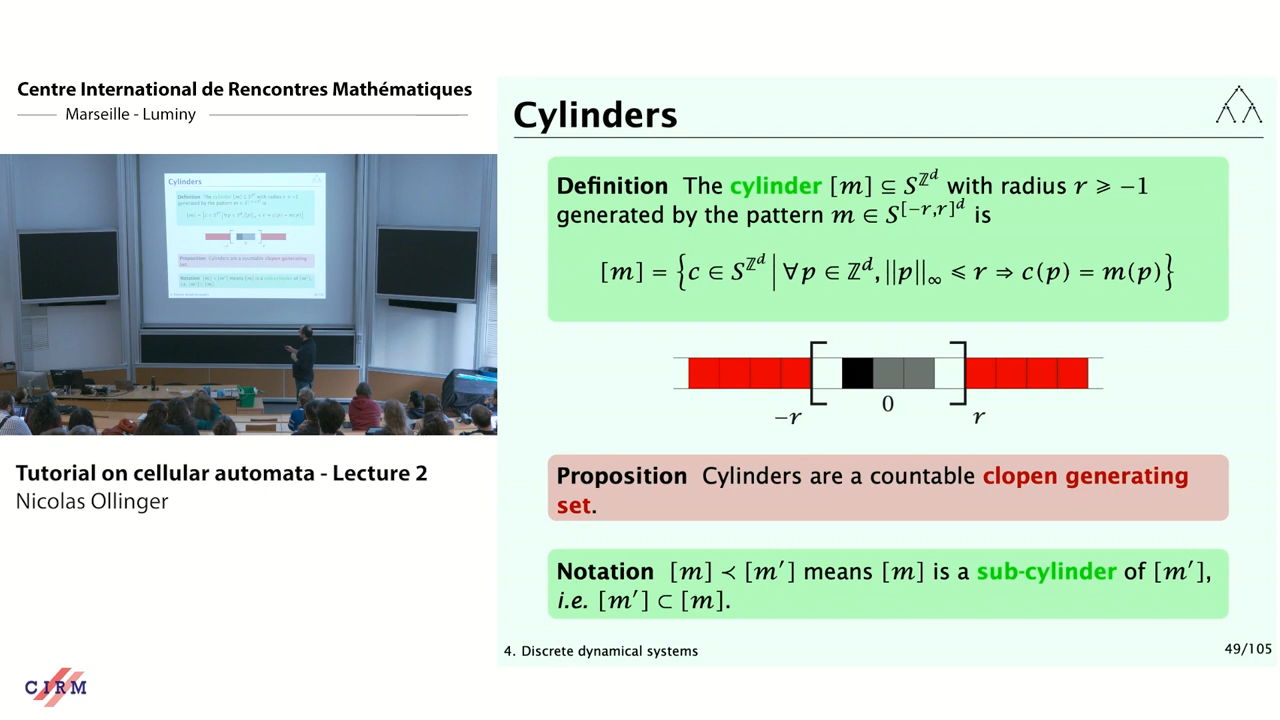 Centre International de Rencontres Mathématiques
Marseille - Luminy
Cylinders
Definition The cylinder [m] ⊆ S^{ℤ^d} with radius r ⩾ −1
generated by the pattern m ∈ S^{[−r,r]^d} is
[m] = {c ∈ S^{ℤ^d} | ∀p ∈ ℤ^d, ||p||_∞ ⩽ r ⇒ c(p) = m(p)}
−r 0 r
Proposition Cylinders are a countable clopen generating
set.
Notation [m] ≺ [m′] means [m] is a sub-cylinder of [m′],
i.e. [m′] ⊂ [m].
4. Discrete dynamical systems 49/105
Tutorial on cellular automata - Lecture 2
Nicolas Ollinger
CIRM